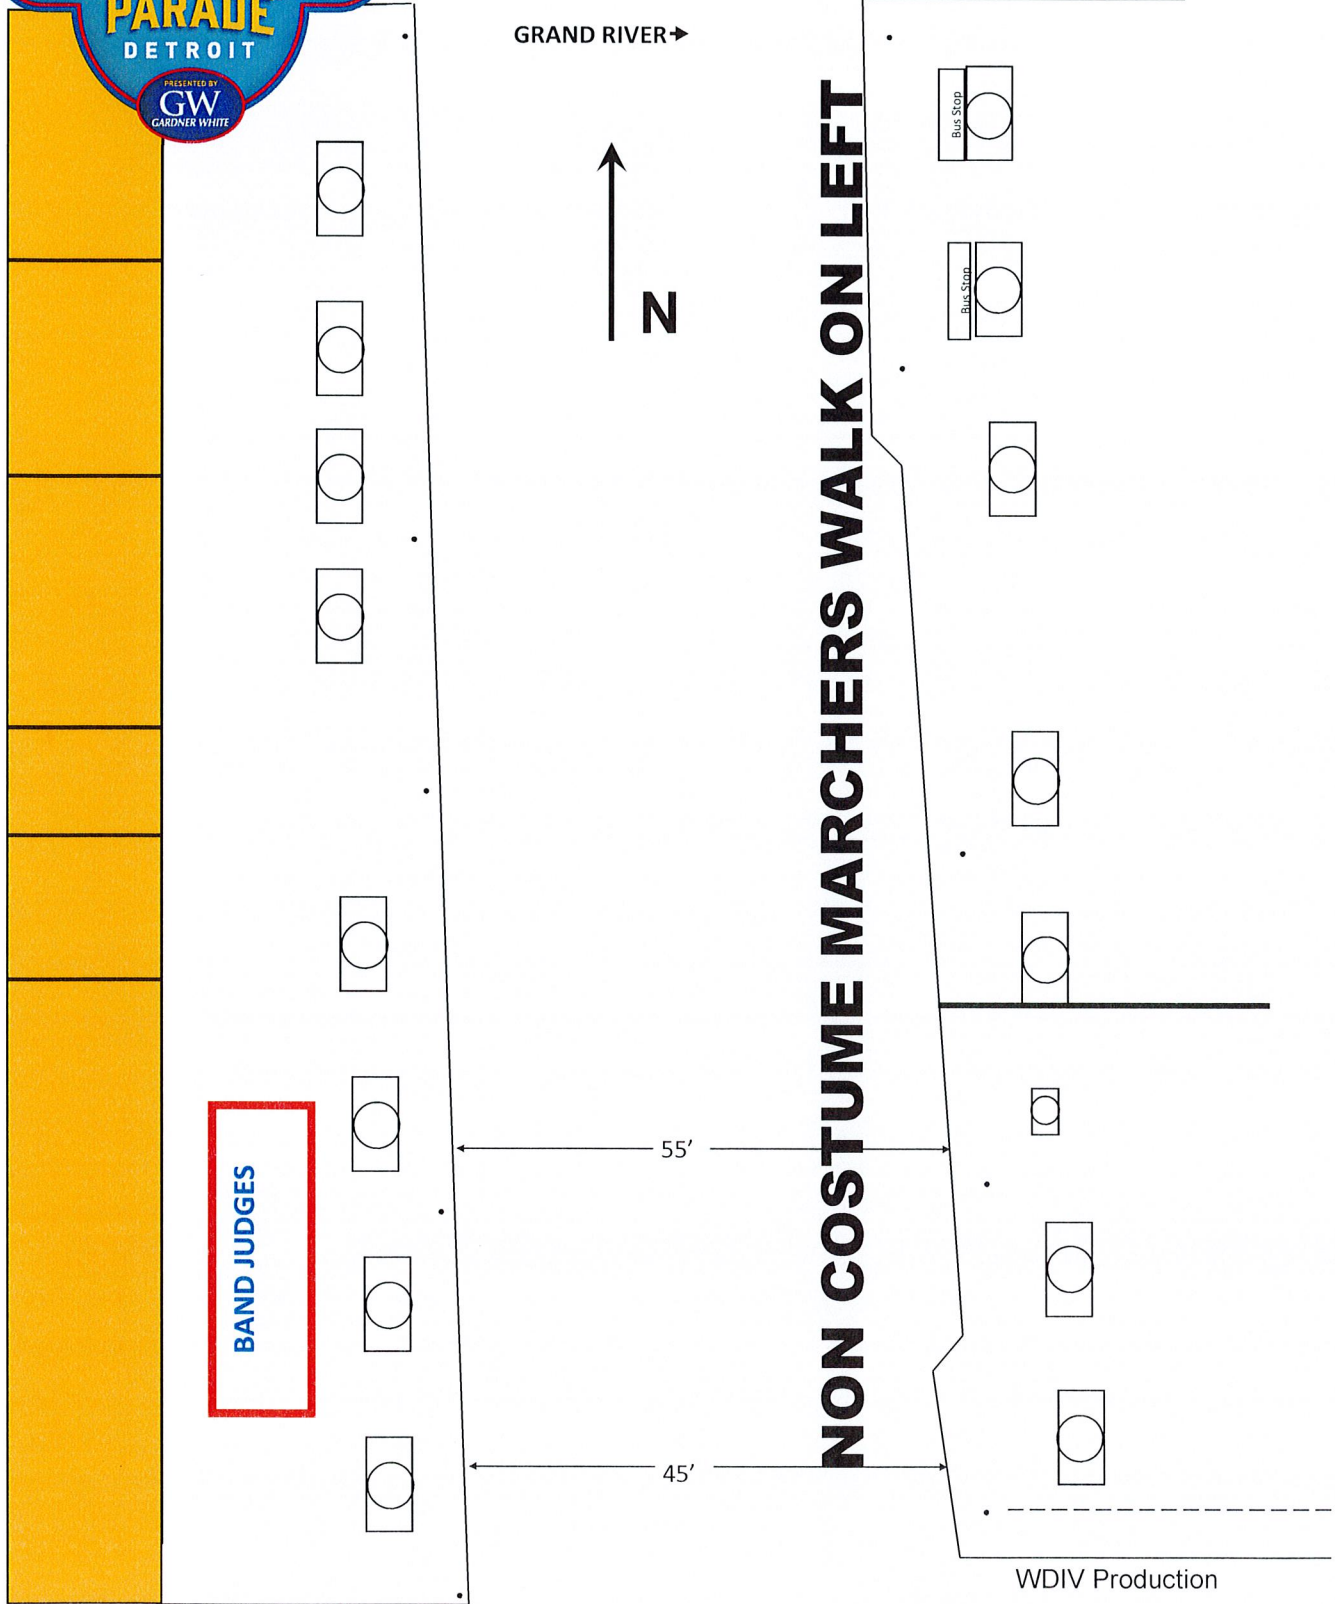 PARADE
DETROIT
PRESENTED BY
GW
GARDNER WHITE
GRAND RIVER→
N
Bus Stop
Bus Stop
NON COSTUME MARCHERS WALK ON LEFT
BAND JUDGES
55'
45'
WDIV Production